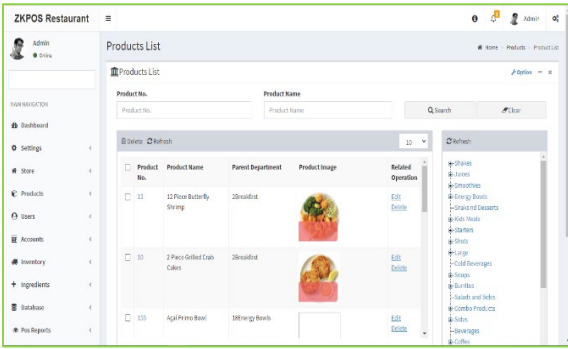 ZKPOS Restaurant
Admin
Admin
Online
Products List
Home > Products > Product List
Products List
Option
Product No.
Product Name
Product No.
Product Name
Search
Clear
MAIN NAVIGATION
Dashboard
Settings
Store
Products
Users
Accounts
Inventory
Ingredients
Database
Pos Reports
Delete
Refresh
10
Product No.
Product Name
Parent Department
Product Image
Related Operation
13
12 Piece Butterfly Shrimp
2Breakfast
Edit
Delete
10
2 Piece Grilled Crab Cakes
2Breakfast
Edit
Delete
155
Açaí Primo Bowl
18Energy Bowls
Edit
Delete
Refresh
Shakes
Juices
Smoothies
Energy Bowls
Shake nd Desserts
Kids Meals
Starters
Shots
Large
Cold Beverages
Soups
Burritos
Salads and Sides
Combo Products
Sides
Beverages
Coffee